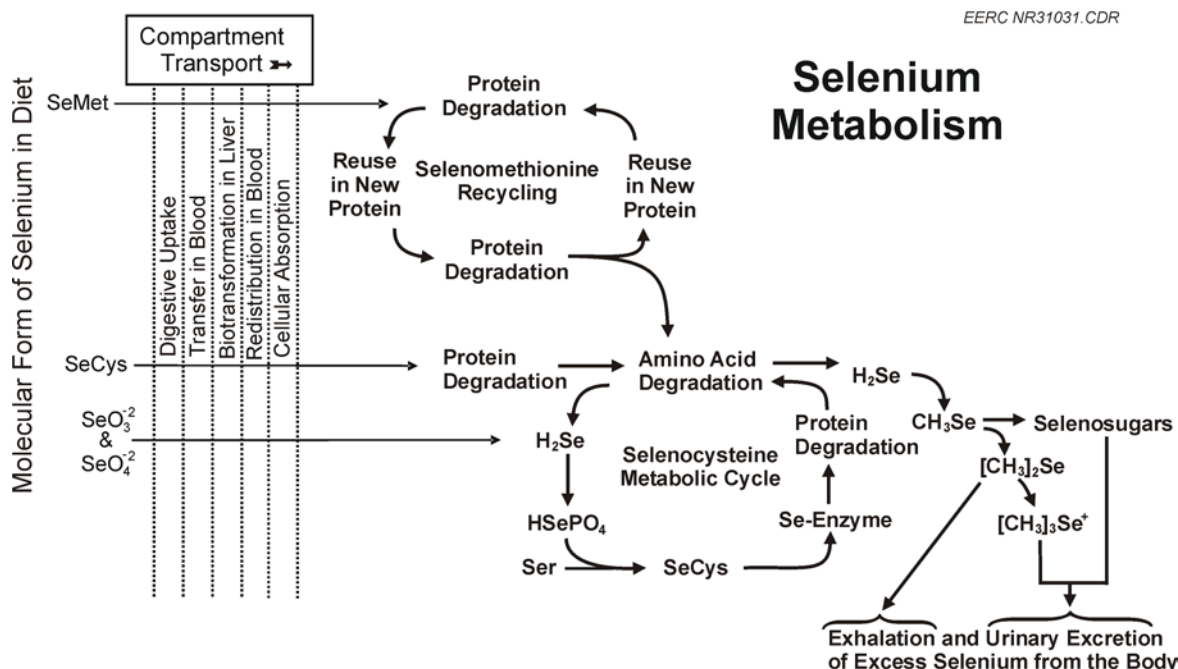 EERC NR31031.CDR
Selenium
Metabolism
Compartment
Transport ➳
Molecular Form of Selenium in Diet
SeMet
SeCys
SeO₃⁻²
&
SeO₄⁻²
Digestive Uptake
Transfer in Blood
Biotransformation in Liver
Redistribution in Blood
Cellular Absorption
Protein
Degradation
Reuse
in New
Protein
Selenomethionine
Recycling
Reuse
in New
Protein
Protein
Degradation
Protein
Degradation
Amino Acid
Degradation
H₂Se
CH₃Se
Selenosugars
H₂Se
Selenocysteine
Metabolic Cycle
Protein
Degradation
[CH₃]₂Se
HSePO₄
Se-Enzyme
[CH₃]₃Se⁺
Ser
SeCys
Exhalation and Urinary Excretion
of Excess Selenium from the Body